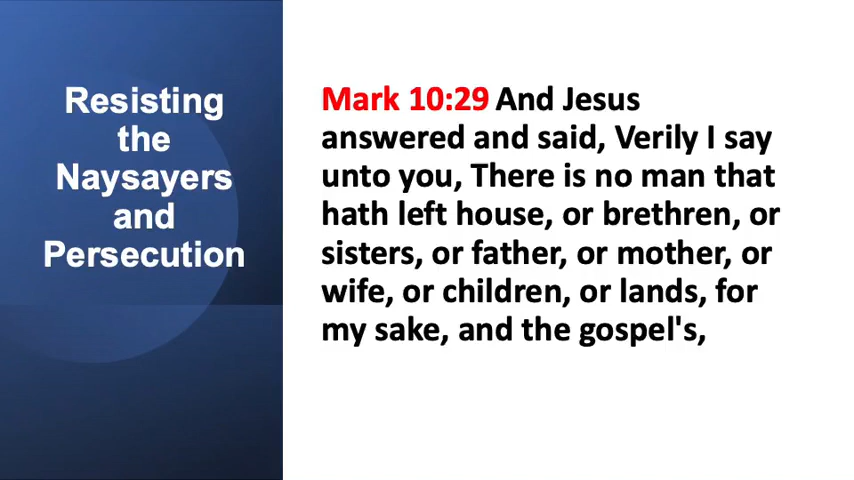 Resisting
the
Naysayers
and
Persecution
Mark 10:29 And Jesus
answered and said, Verily I say
unto you, There is no man that
hath left house, or brethren, or
sisters, or father, or mother, or
wife, or children, or lands, for
my sake, and the gospel's,